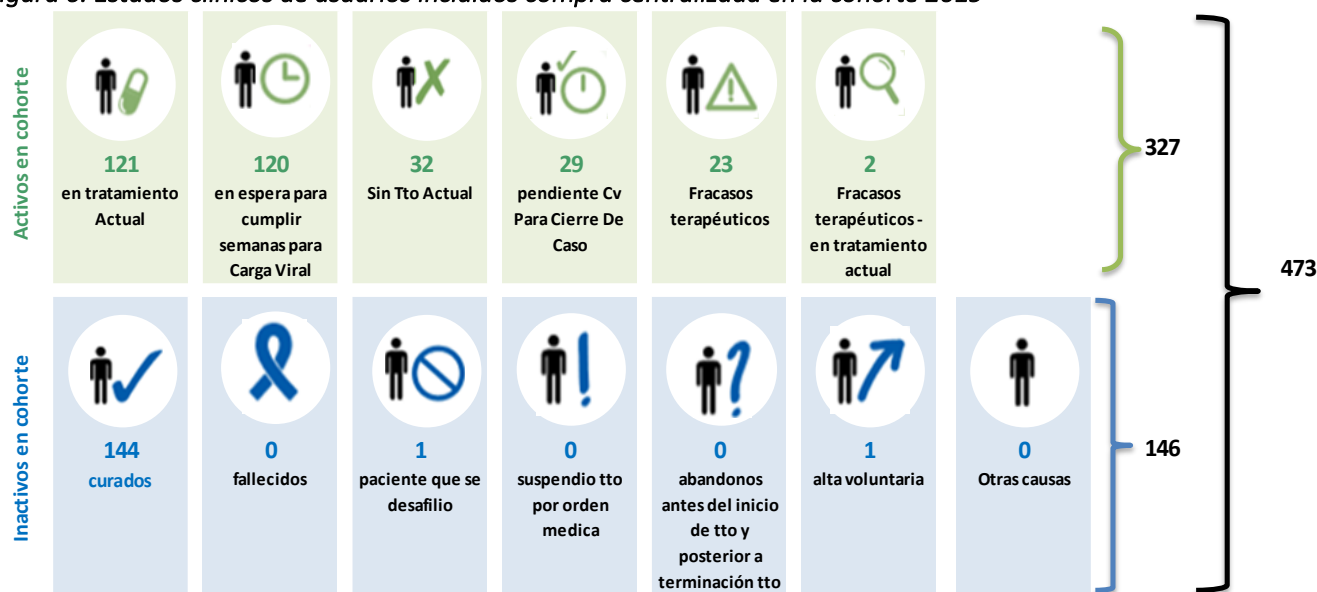 Estados clínicos de usuarios incluidos compra centralizada en la cohorte
Activos en cohorte
121
en tratamiento
Actual
120
en espera para
cumplir
semanas para
Carga Viral
32
Sin Tto Actual
29
pendiente Cv
Para Cierre De
Caso
23
Fracasos
terapéuticos
2
Fracasos
terapéuticos -
en tratamiento
actual
327
473
Inactivos en cohorte
144
curados
0
fallecidos
1
paciente que se
desafilio
0
suspendio tto
por orden
medica
0
abandonos
antes del inicio
de tto y
posterior a
terminación tto
1
alta voluntaria
0
Otras causas
146